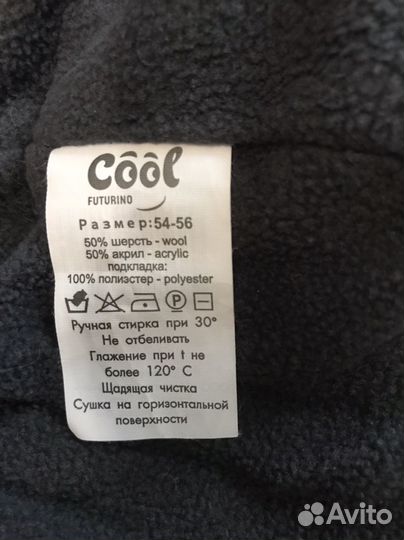 Cool
FUTURINO
Размер:54-56
50% шерсть - wool
50% акрил - acrylic
подкладка:
100% полиэстер - polyester
P
Ручная стирка при 30°
Не отбеливать
Глажение при t не
более 120° С
Щадящая чистка
Сушка на горизонтальной
поверхности
Avito